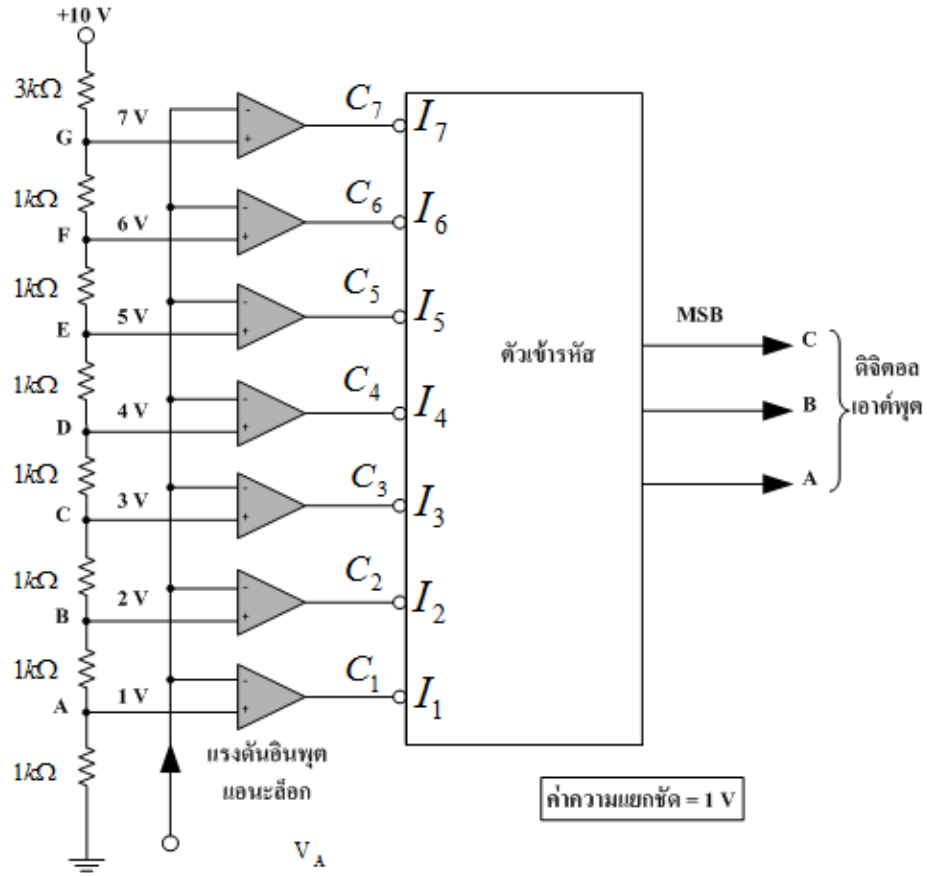 +10 V
3kΩ
G
7 V
-
+
C7
I7
1kΩ
F
6 V
-
+
C6
I6
1kΩ
E
5 V
-
+
C5
I5
1kΩ
D
4 V
-
+
C4
I4
1kΩ
C
3 V
-
+
C3
I3
1kΩ
B
2 V
-
+
C2
I2
1kΩ
A
1 V
-
+
C1
I1
1kΩ
แรงดันอินพุต
แอนะล็อก
VA
ตัวเข้ารหัส
MSB
C
B
A
ดิจิตอล
เอาต์พุต
ค่าความแยกชัด = 1 V